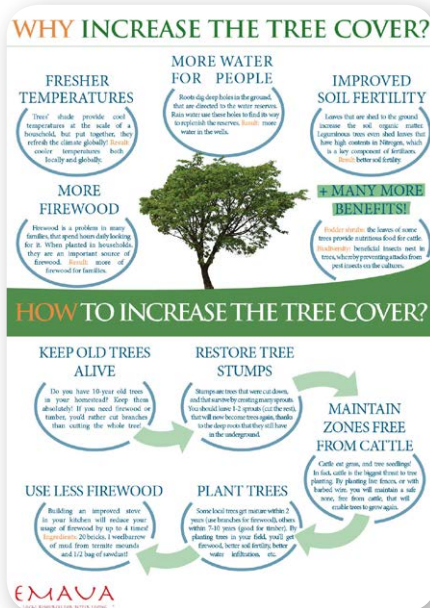 WHY INCREASE THE TREE COVER?
FRESHER
TEMPERATURES
Trees' shade provide cool
temperatures at the scale of a
household, but put together, they
refresh the climate globally! Result:
cooler temperatures both
locally and globally.
MORE WATER
FOR PEOPLE
Roots dig deep holes in the ground,
that are directed to the water reserves.
Rain water use these holes to find its way
to replenish the reserves. Result: more
water in the wells.
IMPROVED
SOIL FERTILITY
Leaves that are shed to the ground
increase the soil organic matter.
Leguminous trees even shed leaves that
have high contents in Nitrogen, which
is a key component of fertilizers.
Result: better soil fertility.
MORE
FIREWOOD
Firewood is a problem in many
families, that spend hours daily looking
for it. When planted in households,
they are an important source of
firewood. Result: more of
firewood for families.
+ MANY MORE
BENEFITS!
Fodder shrubs: the leaves of some
trees provide nutritious food for cattle.
Biodiversity: beneficial insects nest in
trees, whereby preventing attacks from
pest insects on the cultures.
HOW TO INCREASE THE TREE COVER?
KEEP OLD TREES
ALIVE
Do you have 10-year old trees
in your homestead? Keep them
absolutely! If you need firewood or
timber, you'd rather cut branches
than cutting the whole tree!
RESTORE TREE
STUMPS
Stumps are trees that were cut down,
and that survive by creating many sprouts.
You should leave 1-2 sprouts (cut the rest),
that will now become trees again, thanks
to the deep roots that they still have
in the underground.
MAINTAIN
ZONES FREE
FROM CATTLE
Cattle eat grass, and tree seedlings!
In fact, cattle is the biggest threat to tree
planting. By planting live fences, or with
barbed wire, you will maintain a safe
zone, free from cattle, that will
enable trees to grow again.
PLANT TREES
Some local trees get mature within 2
years (use branches for firewood), others
within 7-10 years (good for timber). By
planting trees in your field, you'll get
firewood, better soil fertility, better
water infiltration, etc.
USE LESS FIREWOOD
Building an improved stove
in your kitchen will reduce your
usage of firewood by up to 4 times!
Ingredients: 20 bricks, 1 weelbarrow
of mud from termite mounts
and 1/2 bag of sawdust!
EMAUA